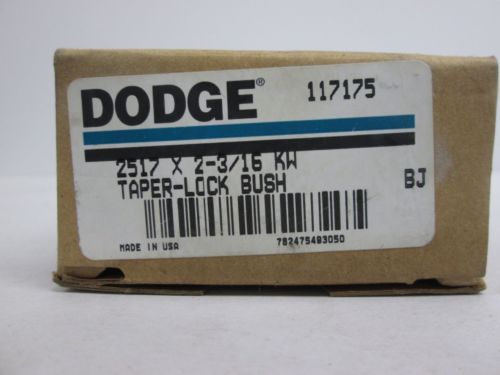 DODGE® 117175
2517 X 2-3/16 KW
TAPER-LOCK BUSH BJ
MADE IN USA 782475493050